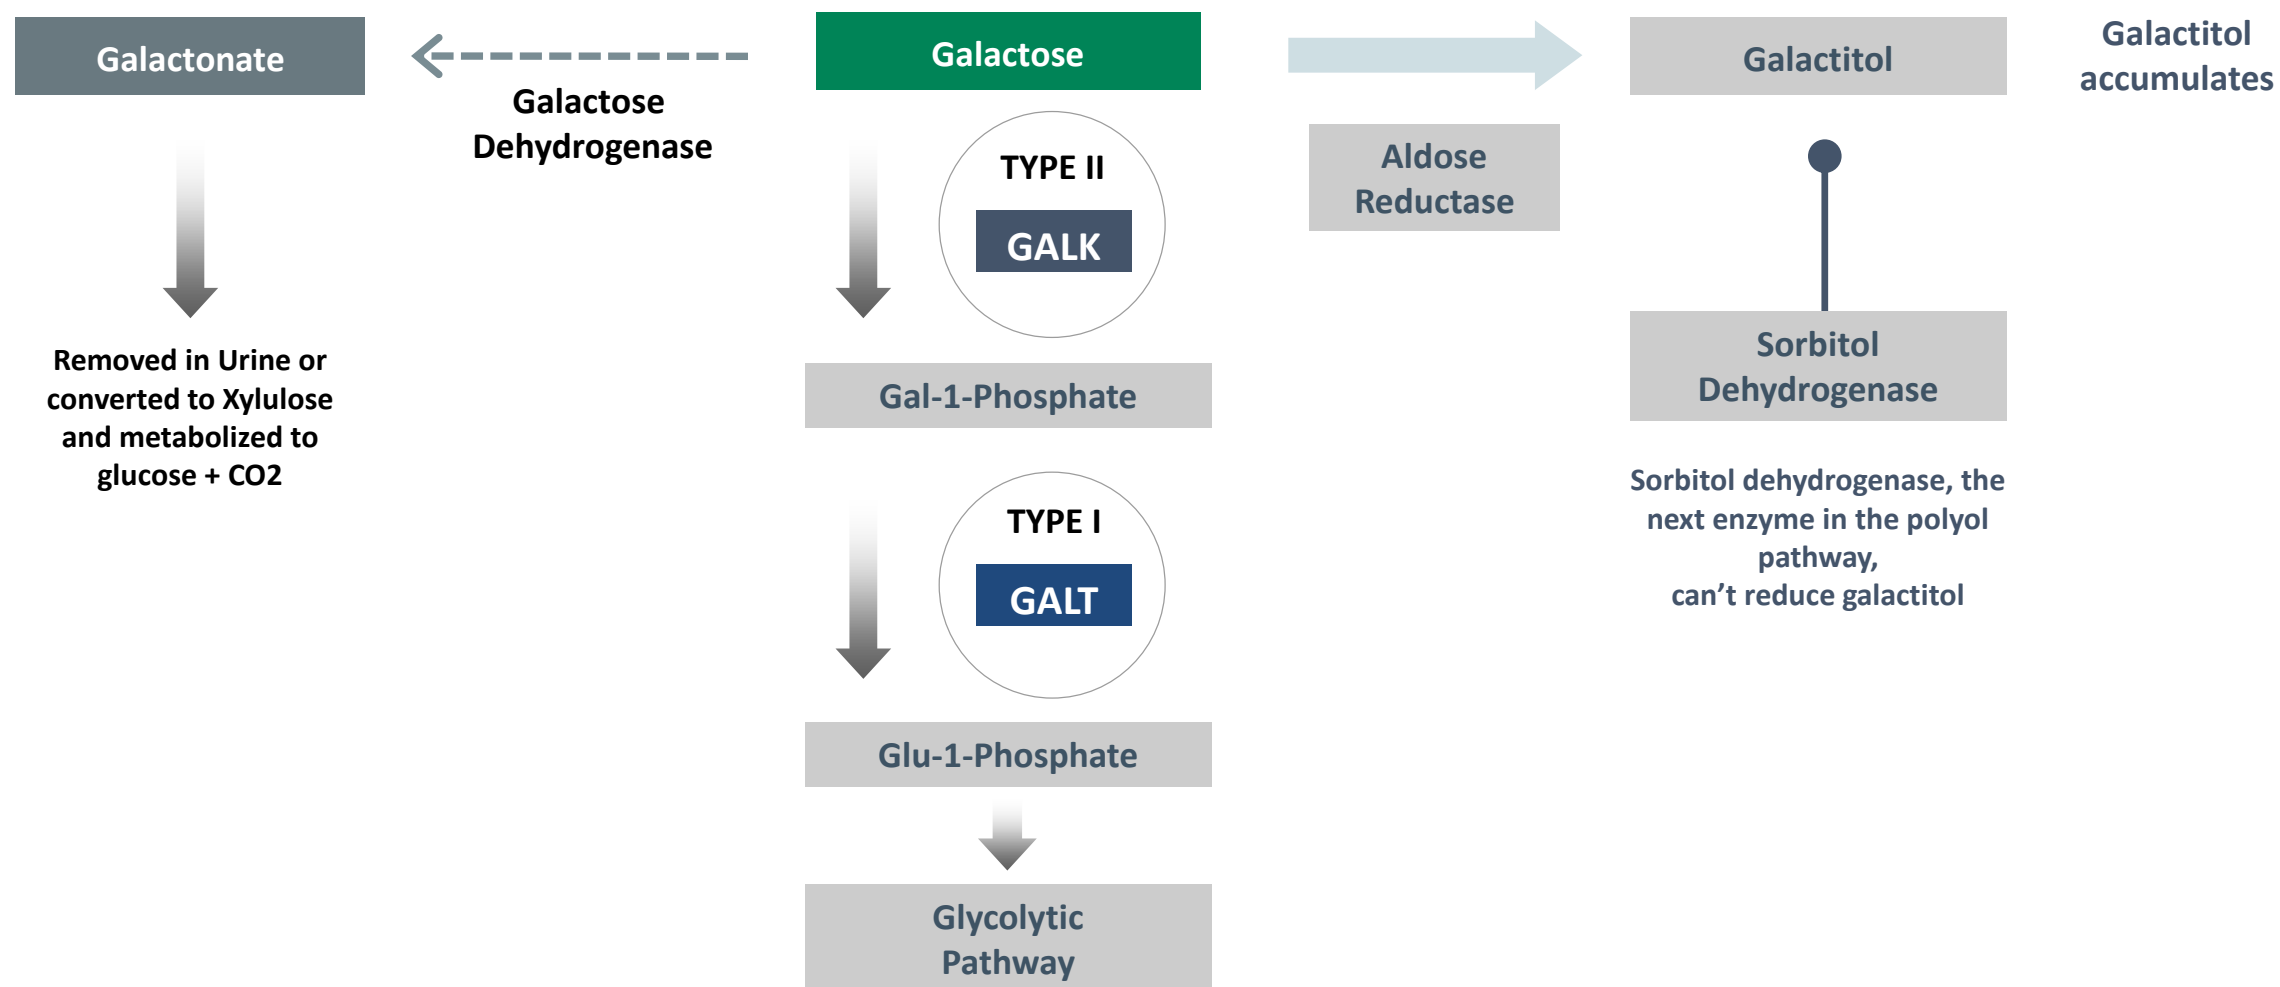 Galactonate
Galactose
Dehydrogenase
Removed in Urine or
converted to Xylulose
and metabolized to
glucose + CO2
Galactose
TYPE II
GALK
Gal-1-Phosphate
TYPE I
GALT
Glu-1-Phosphate
Glycolytic
Pathway
Aldose
Reductase
Galactitol
Galactitol
accumulates
Sorbitol
Dehydrogenase
Sorbitol dehydrogenase, the
next enzyme in the polyol
pathway,
can’t reduce galactitol